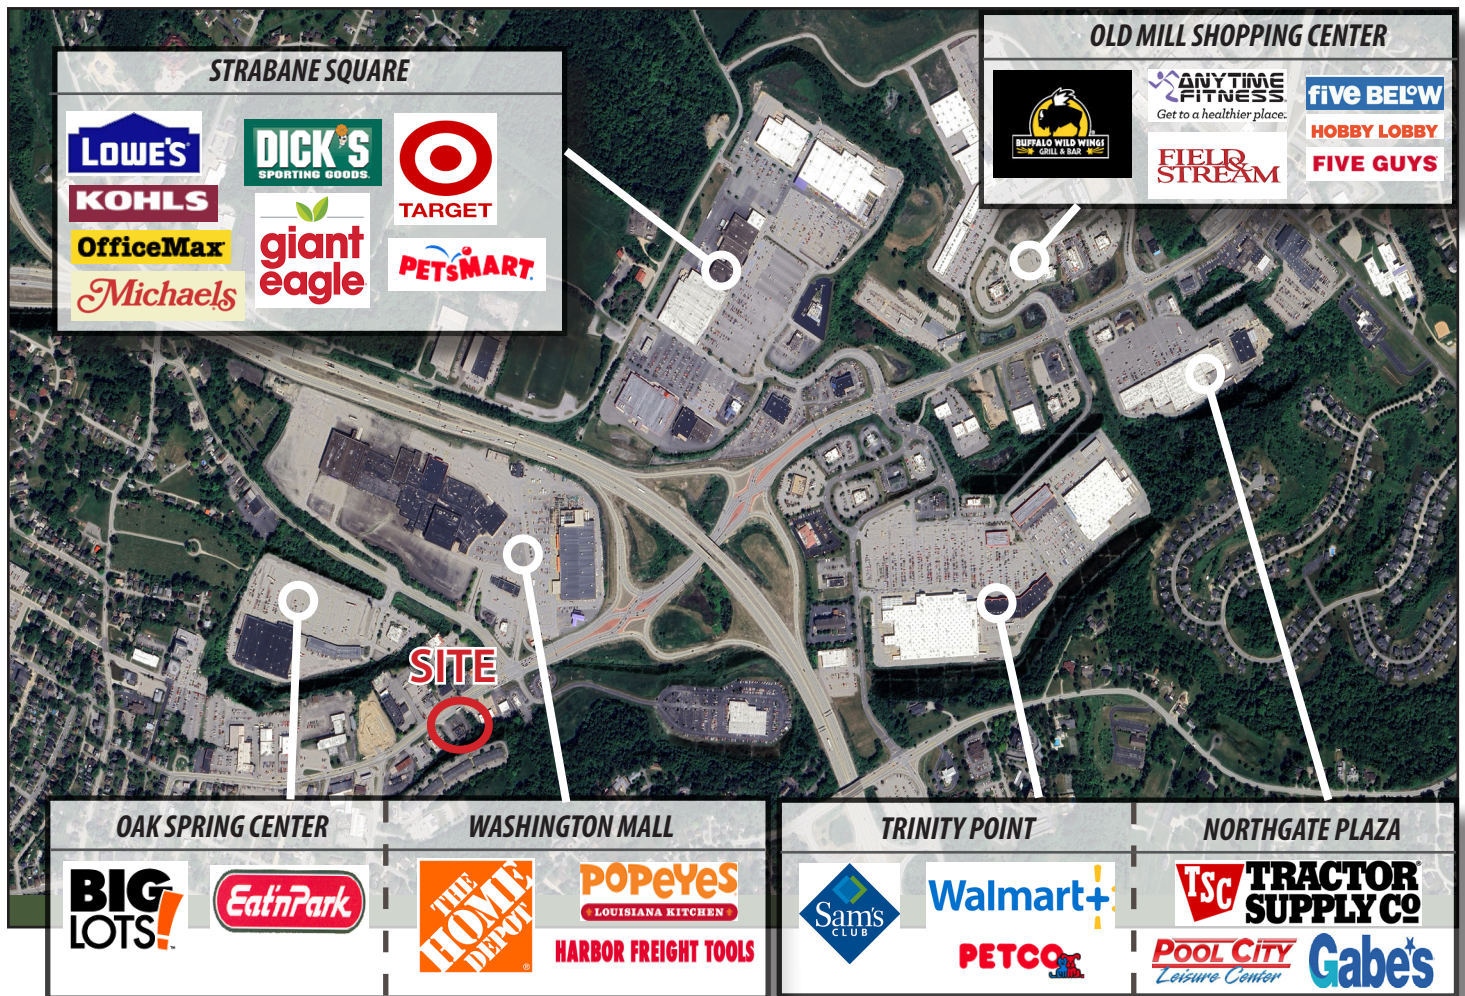 STRABANE SQUARE
LOWE'S
KOHLS
OfficeMax
Michaels
DICK'S
SPORTING GOODS.
giant
eagle
TARGET
PETSMART.
OLD MILL SHOPPING CENTER
BUFFALO WILD WINGS
GRILL & BAR
ANYTIME
FITNESS
Get to a healthier place.
FIELD &
STREAM
five BELOW
HOBBY LOBBY
FIVE GUYS
SITE
OAK SPRING CENTER
BIG
LOTS!
Eat'nPark
WASHINGTON MALL
THE
HOME
DEPOT
POPEYES
LOUISIANA KITCHEN
HARBOR FREIGHT TOOLS
TRINITY POINT
Sam's
CLUB
Walmart+
PETCO
NORTHGATE PLAZA
TSC
TRACTOR
SUPPLY CO
POOL CITY
Leisure Center
Gabe's